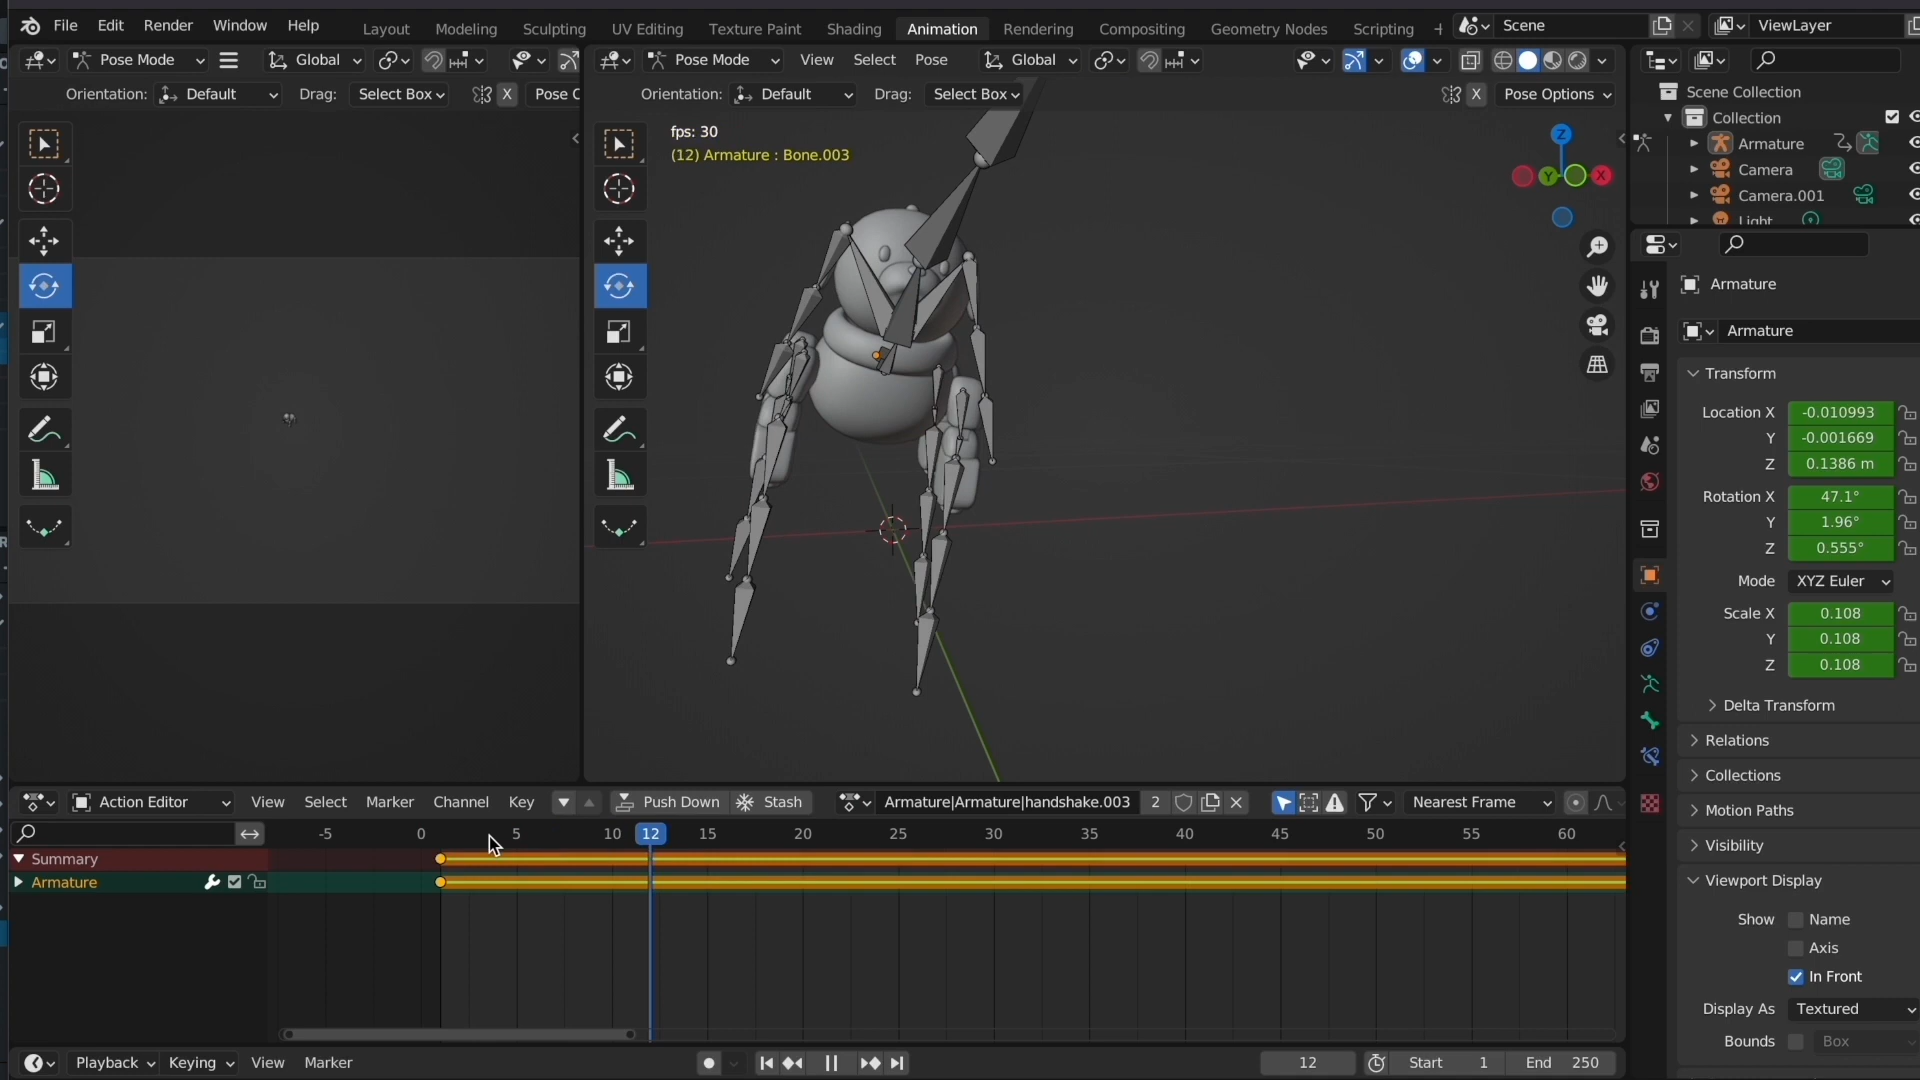 File Edit Render Window Help
Layout Modeling Sculpting UV Editing Texture Paint Shading Animation Rendering Compositing Geometry Nodes Scripting +
Scene
ViewLayer
Pose Mode Global
Pose Mode View Select Pose Global
Orientation: Default Drag: Select Box X Pose
Orientation: Default Drag: Select Box X Pose Options
fps: 30
(12) Armature : Bone.003
Z
Y
X
Scene Collection
Collection
Armature
Camera
Camera.001
Light
Armature
Armature
Transform
Location X -0.010993
Y -0.001669
Z 0.1386 m
Rotation X 47.1°
Y 1.96°
Z 0.555°
Mode XYZ Euler
Scale X 0.108
Y 0.108
Z 0.108
Delta Transform
Relations
Collections
Motion Paths
Visibility
Viewport Display
Show Name
Axis
In Front
Display As Textured
Bounds Box
Action Editor View Select Marker Channel Key Push Down Stash Armature|Armature|handshake.003 2 Nearest Frame
-5 0 5 10 12 15 20 25 30 35 40 45 50 55 60
Summary
Armature
Playback Keying View Marker 12 Start 1 End 250